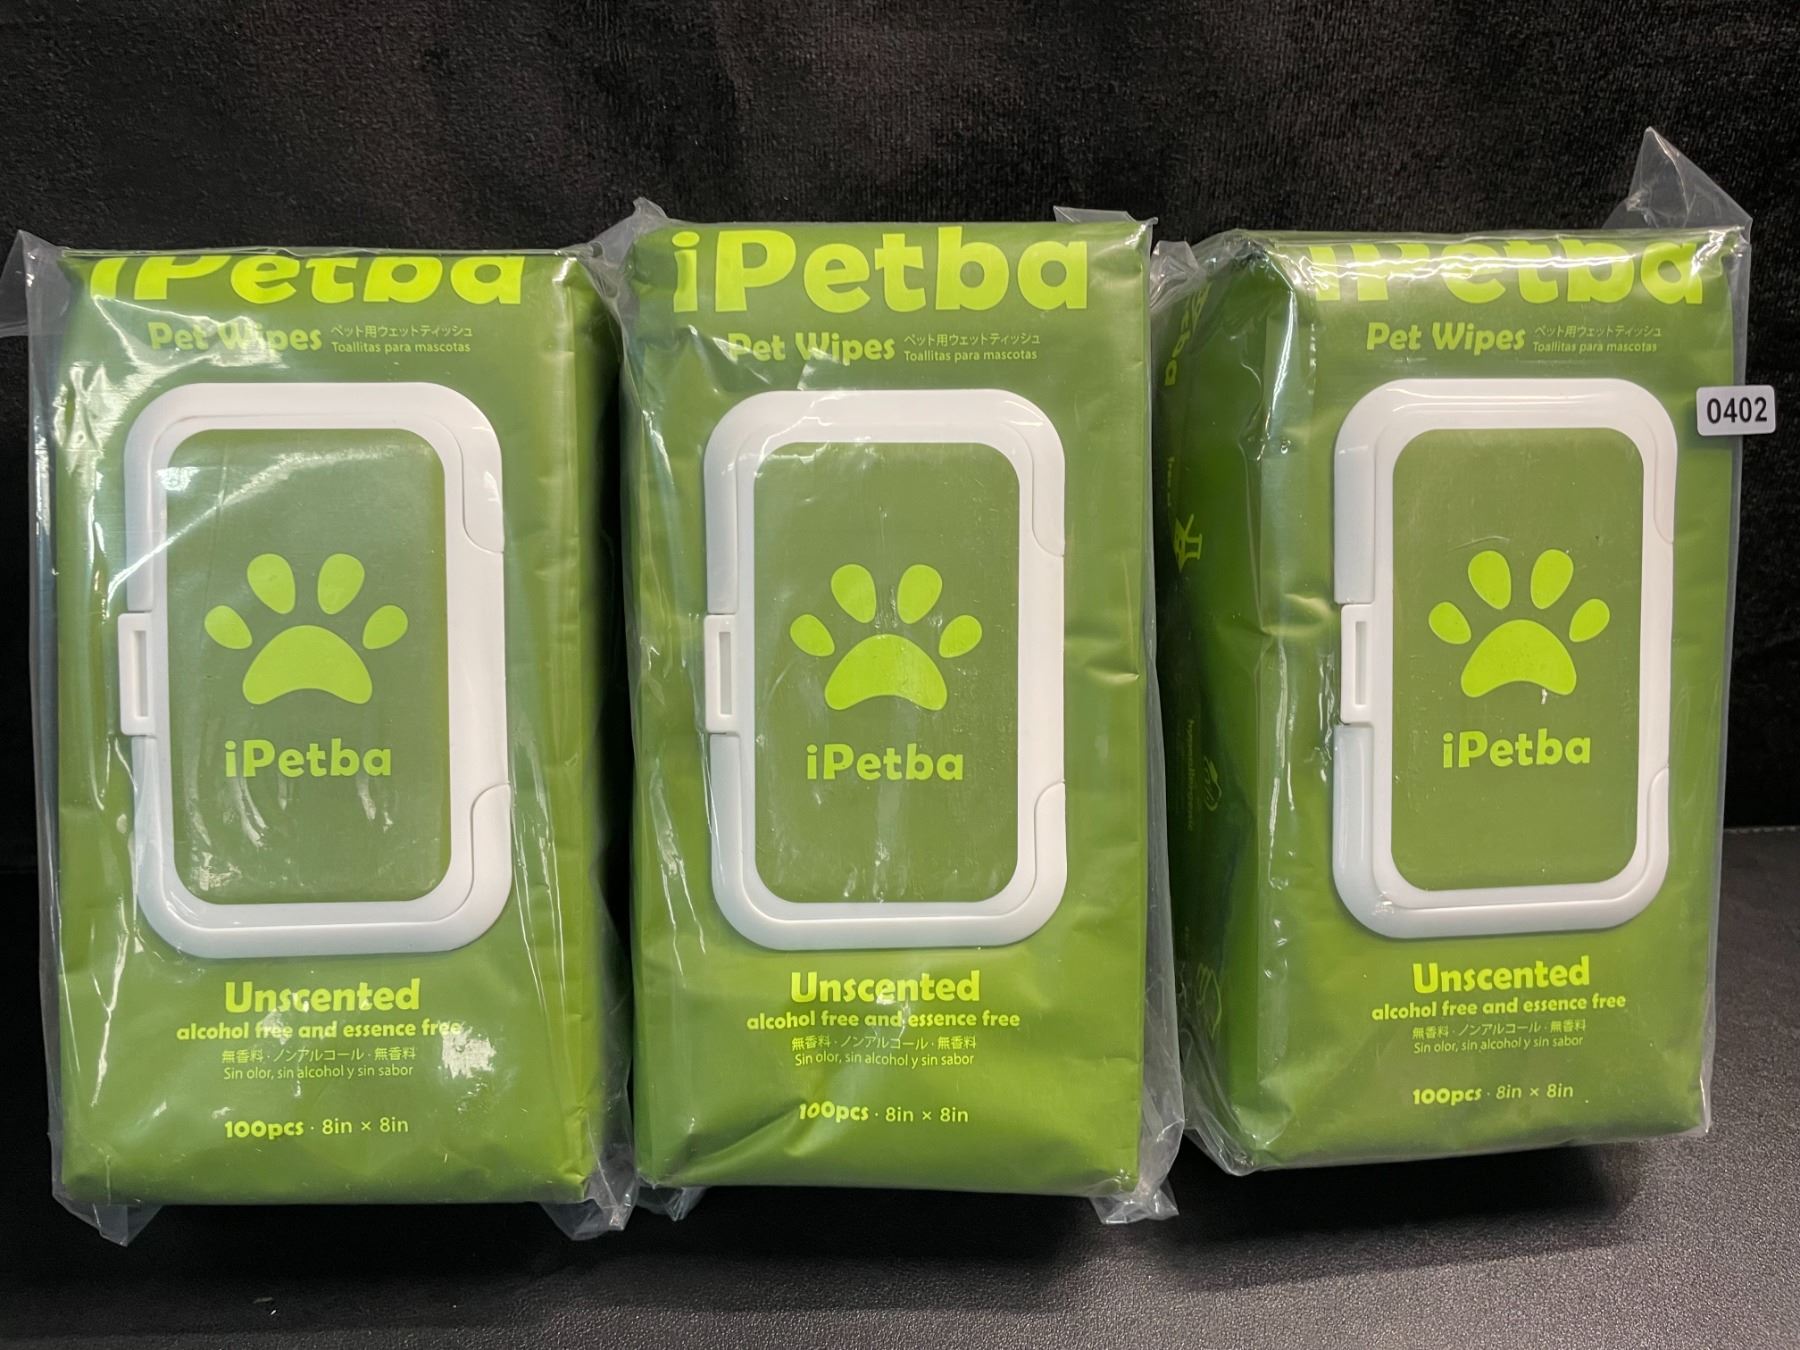 iPetba
Pet Wipes ペット用ウェットティッシュ
Toallitas para mascotas
iPetba
Unscented
alcohol free and essence free
無香料・ノンアルコール・無香料
Sin olor, sin alcohol y sin sabor
100pcs · 8in × 8in
iPetba
Pet Wipes ペット用ウェットティッシュ
Toallitas para mascotas
iPetba
Unscented
alcohol free and essence free
無香料・ノンアルコール・無香料
Sin olor, sin alcohol y sin sabor
100pcs · 8in × 8in
iPetba
Pet Wipes ペット用ウェットティッシュ
Toallitas para mascotas
0402
iPetba
Unscented
alcohol free and essence free
無香料・ノンアルコール・無香料
Sin olor, sin alcohol y sin sabor
100pcs · 8in × 8in
hypoallergenic